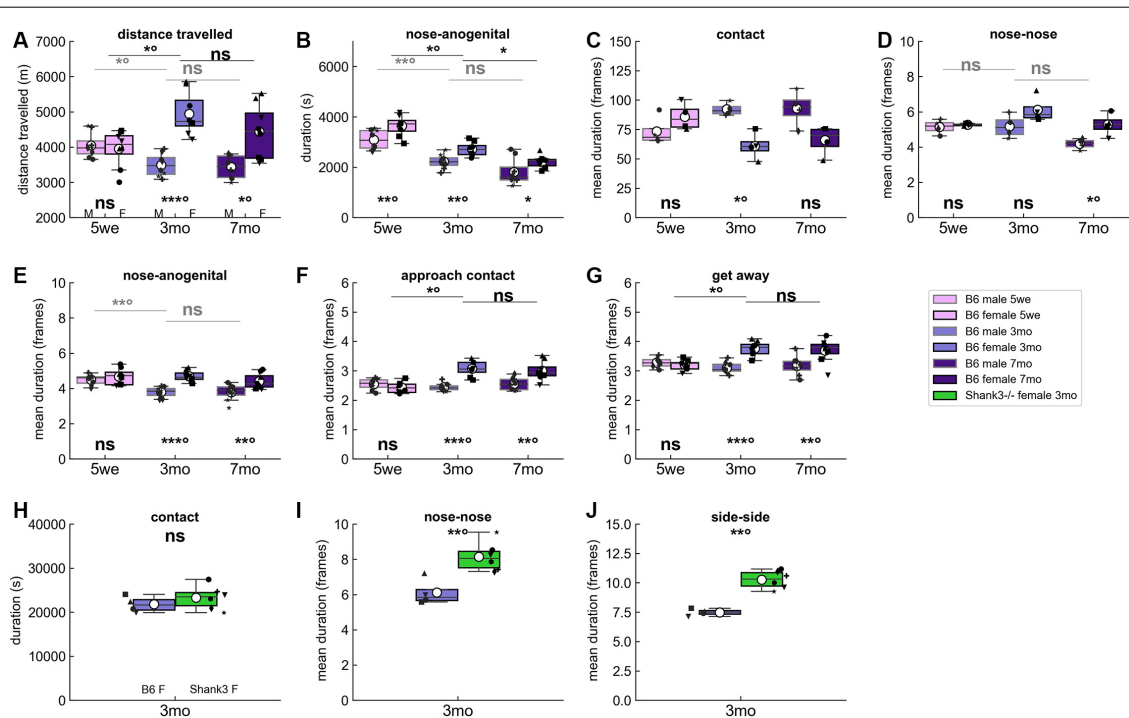 A
distance travelled
distance travelled (m)
7000
6000
5000
4000
3000
2000
*°
ns
*°
ns
ns
***°
*°
M F M F M F
5we 3mo 7mo
B
nose-anogenital
duration (s)
6000
4000
2000
0
*°
*
**°
ns
**°
**°
*
5we 3mo 7mo
C
contact
mean duration (frames)
150
125
100
75
50
25
0
ns
*°
ns
5we 3mo 7mo
D
nose-nose
mean duration (frames)
10
8
6
4
2
0
ns
ns
ns
ns
*°
5we 3mo 7mo
E
nose-anogenital
mean duration (frames)
10
8
6
4
2
0
**°
ns
ns
***°
**°
5we 3mo 7mo
F
approach contact
mean duration (frames)
6
5
4
3
2
1
0
*°
ns
ns
***°
**°
5we 3mo 7mo
G
get away
mean duration (frames)
6
5
4
3
2
1
0
*°
ns
ns
***°
**°
5we 3mo 7mo
B6 male 5we
B6 female 5we
B6 male 3mo
B6 female 3mo
B6 male 7mo
B6 female 7mo
Shank3-/- female 3mo
H
contact
ns
duration (s)
40000
30000
20000
10000
0
B6 F Shank3 F
3mo
I
nose-nose
**°
mean duration (frames)
10
8
6
4
2
0
3mo
J
side-side
**°
mean duration (frames)
15.0
12.5
10.0
7.5
5.0
2.5
0.0
3mo